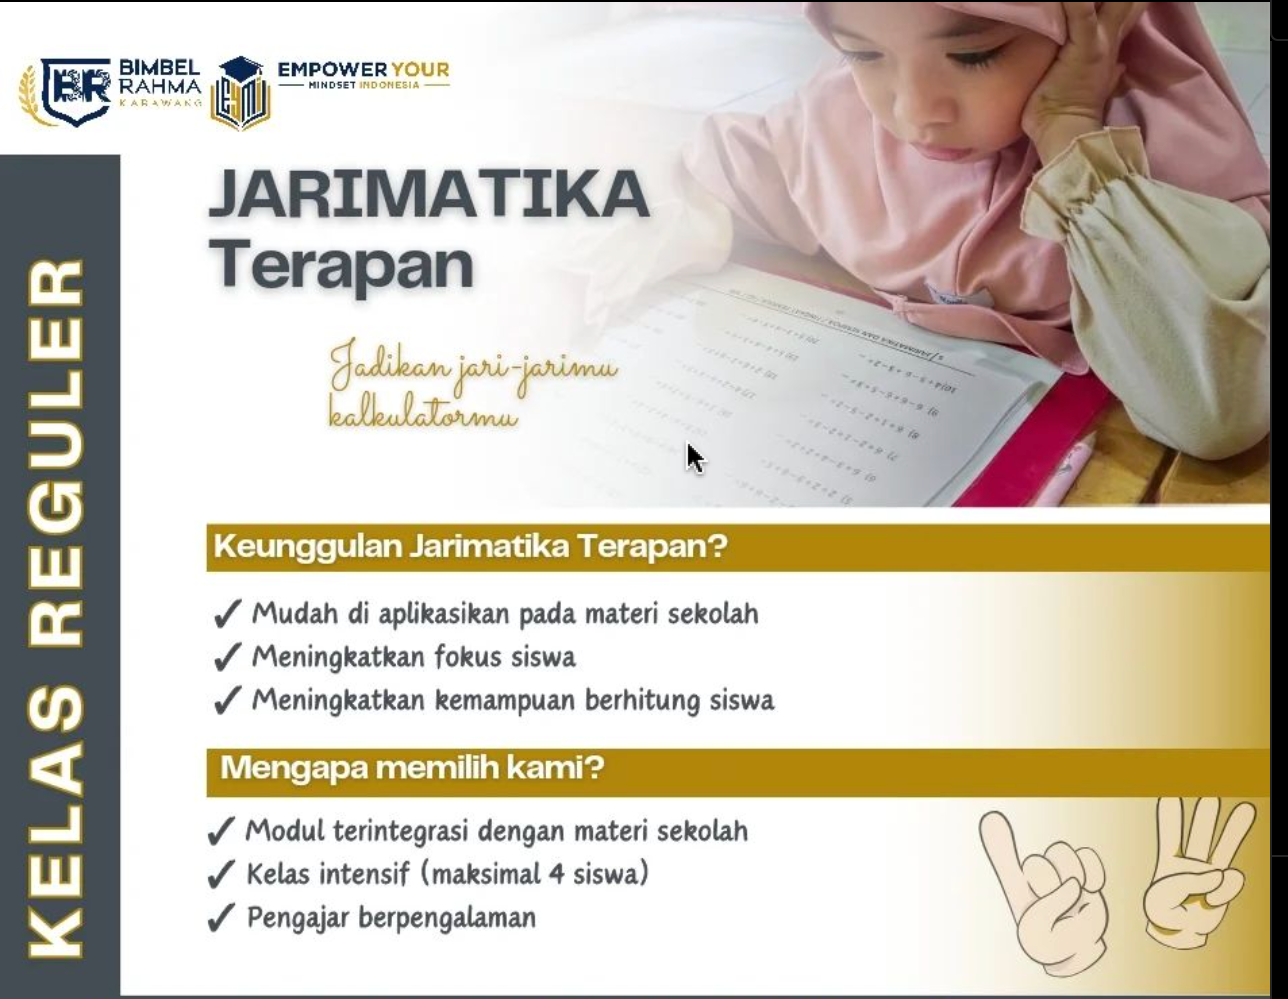 BIMBEL
RAHMA
KARAWANG
EMPOWER YOUR
MINDSET INDONESIA
JARIMATIKA
Terapan
Jadikan jari-jarimu
kalkulatormu
KELAS REGULER
Keunggulan Jarimatika Terapan?
✓ Mudah di aplikasikan pada materi sekolah
✓ Meningkatkan fokus siswa
✓ Meningkatkan kemampuan berhitung siswa
Mengapa memilih kami?
✓ Modul terintegrasi dengan materi sekolah
✓ Kelas intensif (maksimal 4 siswa)
✓ Pengajar berpengalaman